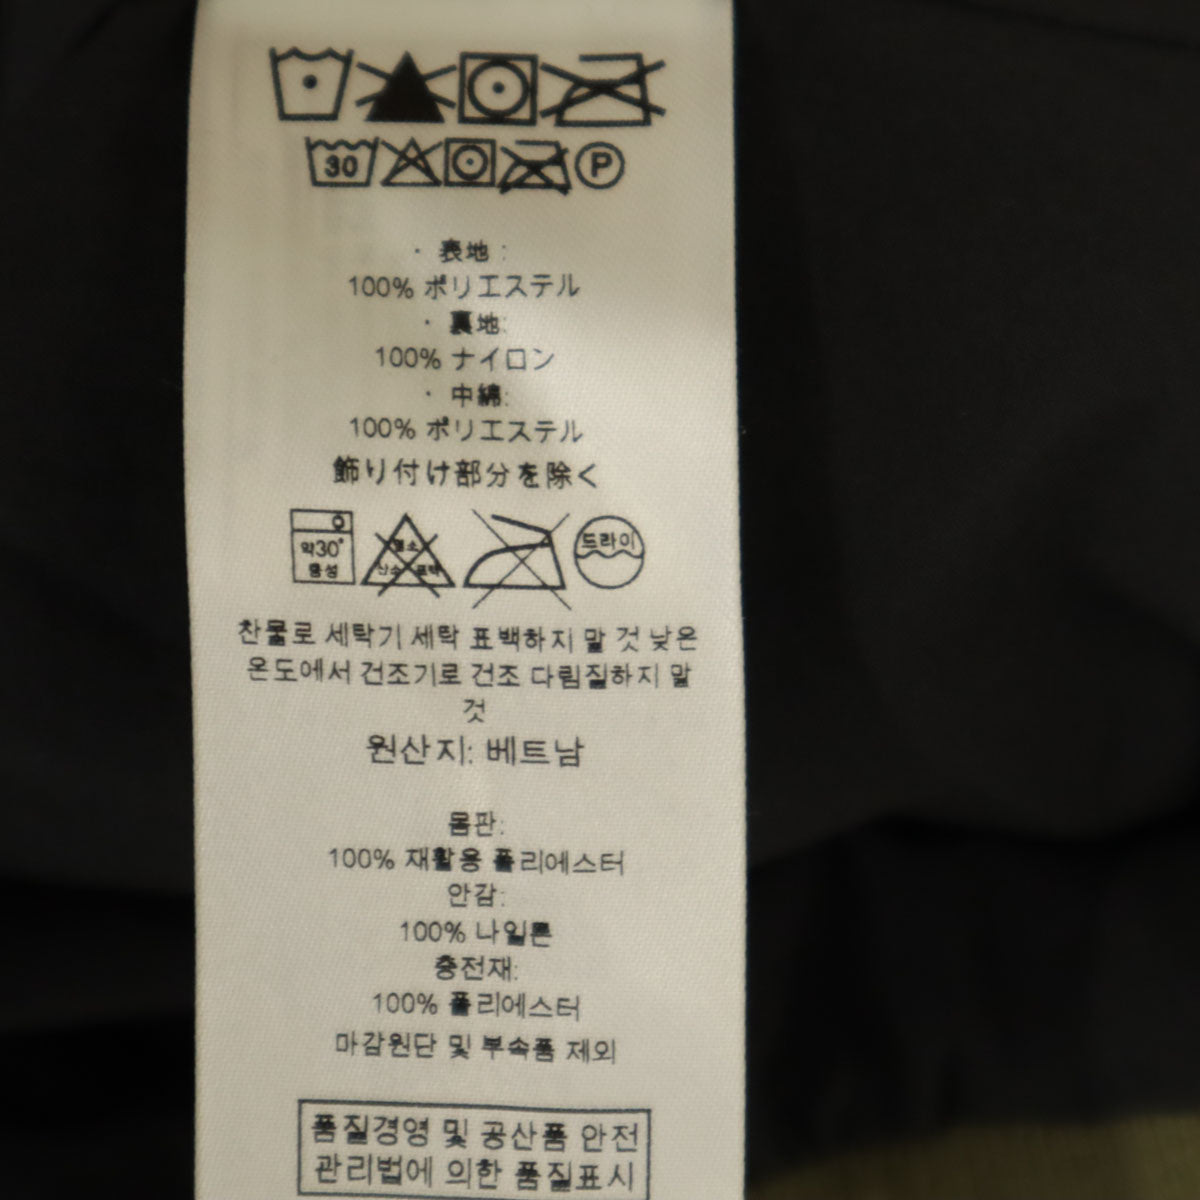 30 P
・表地:
100% ポリエステル
・裏地:
100% ナイロン
・中綿:
100% ポリエステル
飾り付け部分を除く
약30° 중성
염소 산소 표백
드라이
찬물로 세탁기 세탁 표백하지 말 것 낮은
온도에서 건조기로 건조 다림질하지 말
것
원산지: 베트남
몸판:
100% 재활용 폴리에스터
안감:
100% 나일론
충전재:
100% 폴리에스터
마감원단 및 부속품 제외
품질경영 및 공산품 안전
관리법에 의한 품질표시